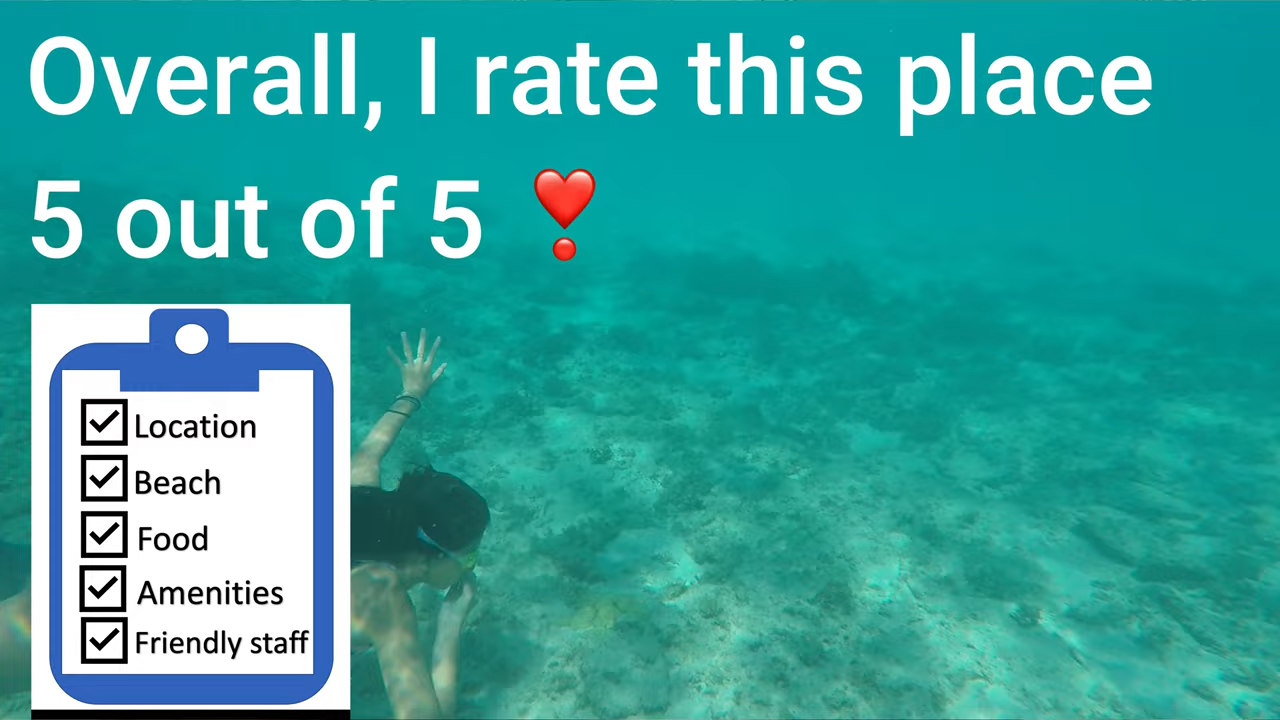 Overall, I rate this place
5 out of 5 ❣️
Location
Beach
Food
Amenities
Friendly staff